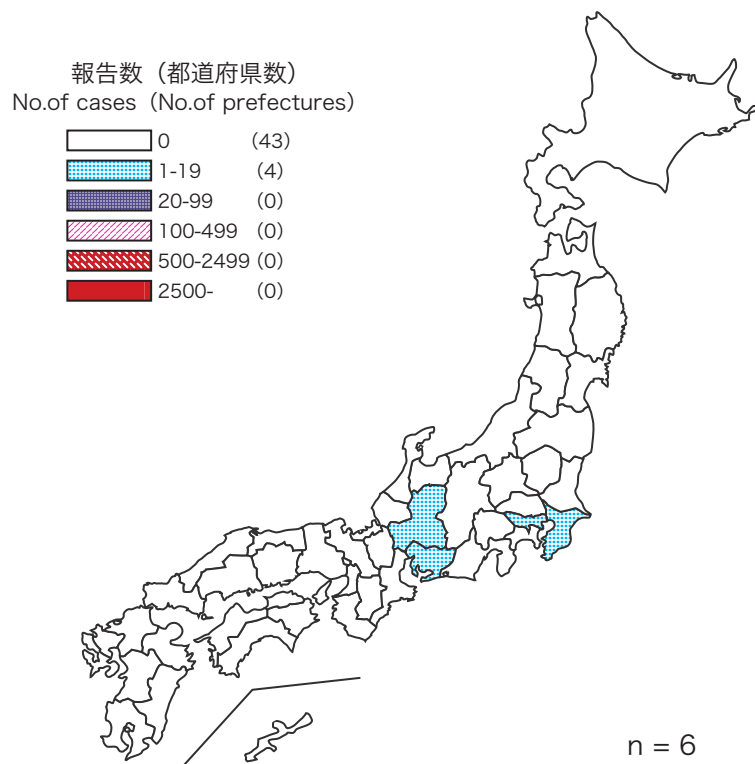 報告数（都道府県数）
No.of cases（No.of prefectures）
0 （43）
1-19 （4）
20-99 （0）
100-499 （0）
500-2499 （0）
2500- （0）
n = 6